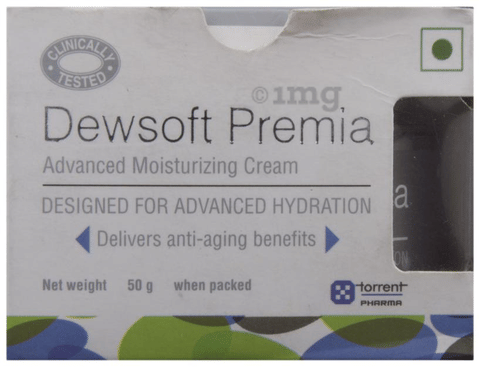 CLINICALLY
TESTED
©1mg
Dewsoft Premia
Advanced Moisturizing Cream
DESIGNED FOR ADVANCED HYDRATION
Delivers anti-aging benefits
Net weight 50 g when packed
torrent
PHARMA
a
ON